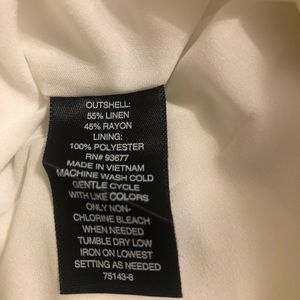 OUTSHELL:
55% LINEN
45% RAYON
LINING:
100% POLYESTER
RN# 93677
MADE IN VIETNAM
MACHINE WASH COLD
GENTLE CYCLE
WITH LIKE COLORS
ONLY NON-
CHLORINE BLEACH
WHEN NEEDED
TUMBLE DRY LOW
IRON ON LOWEST
SETTING AS NEEDED
75143-8